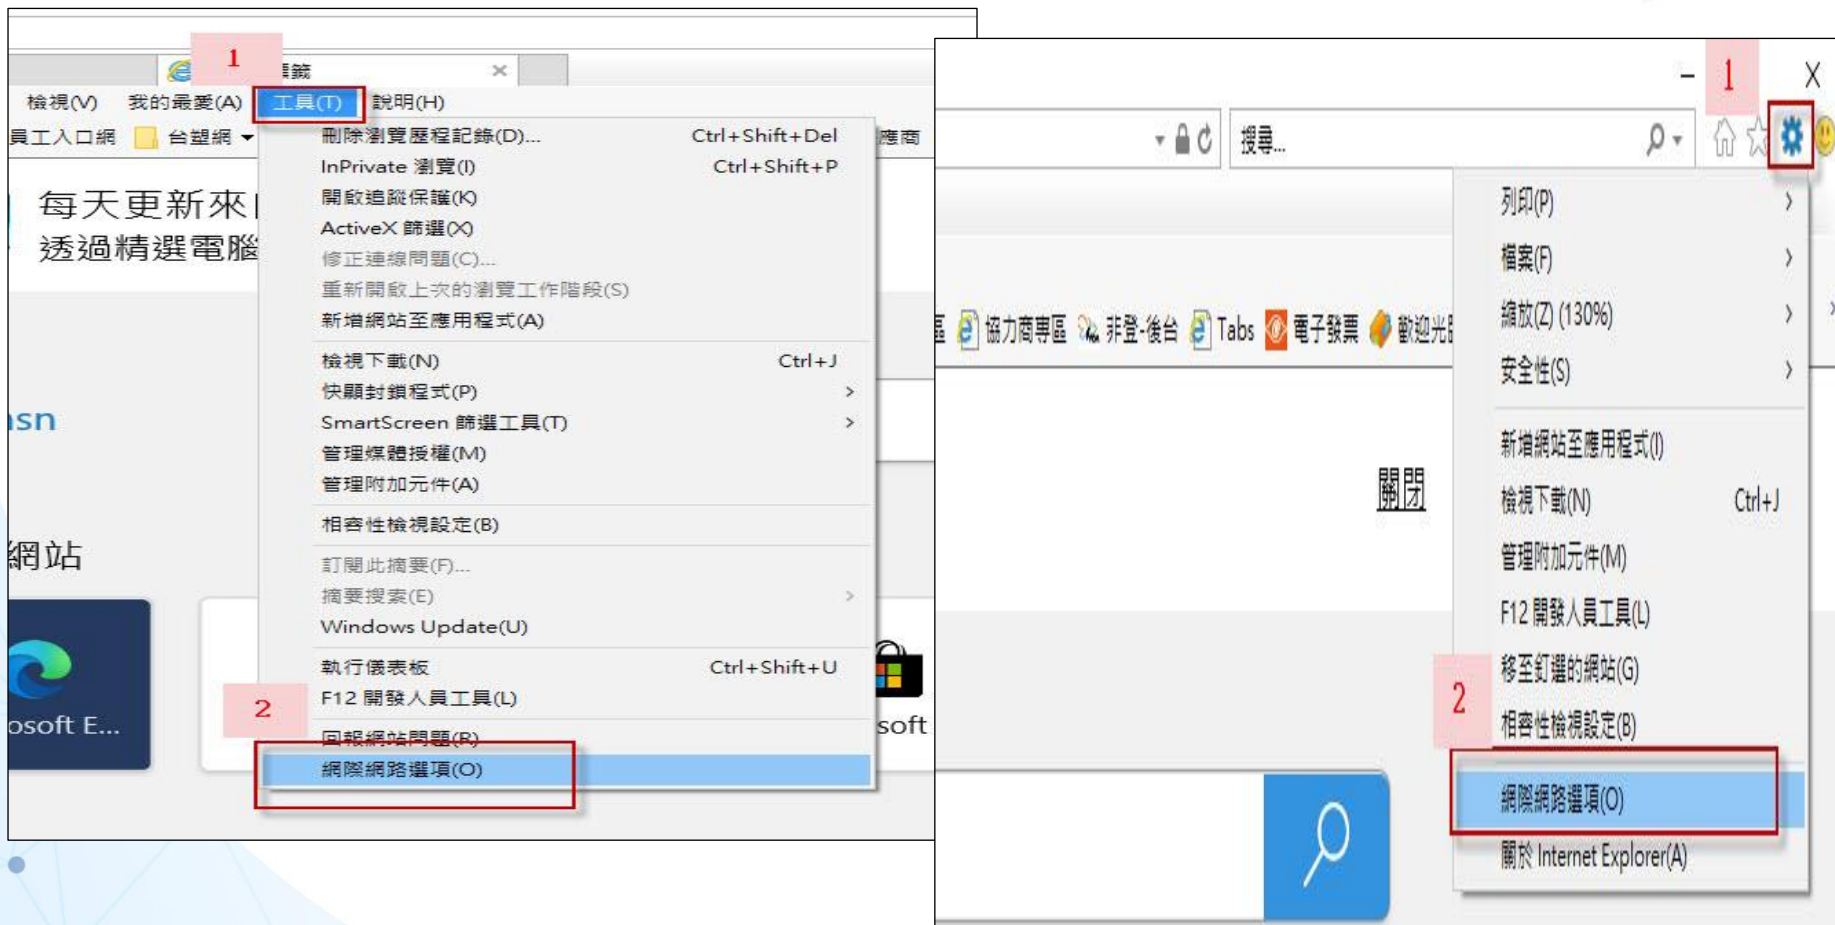 1
標籤
檢視(V) 我的最愛(A) 工具(T) 說明(H)
員工入口網 台塑網 應商
每天更新來
透過精選電腦
刪除瀏覽歷程記錄(D)... Ctrl+Shift+Del
InPrivate 瀏覽(I) Ctrl+Shift+P
開啟追蹤保護(K)
ActiveX 篩選(X)
修正連線問題(C)...
重新開啟上次的瀏覽工作階段(S)
新增網站至應用程式(A)
檢視下載(N) Ctrl+J
快顯封鎖程式(P)
SmartScreen 篩選工具(T)
管理媒體授權(M)
管理附加元件(A)
相容性檢視設定(B)
訂閱此摘要(F)...
摘要搜索(E)
Windows Update(U)
執行儀表板 Ctrl+Shift+U
F12 開發人員工具(L)
回報網站問題(R)
網際網路選項(O)
2
sn
網站
osoft E...
soft
1
X
搜尋...
區 協力商專區 非登-後台 Tabs 電子發票 歡迎光
關閉
列印(P)
檔案(F)
縮放(Z) (130%)
安全性(S)
新增網站至應用程式(I)
檢視下載(N) Ctrl+J
管理附加元件(M)
F12 開發人員工具(L)
移至釘選的網站(G)
相容性檢視設定(B)
2
網際網路選項(O)
關於 Internet Explorer(A)